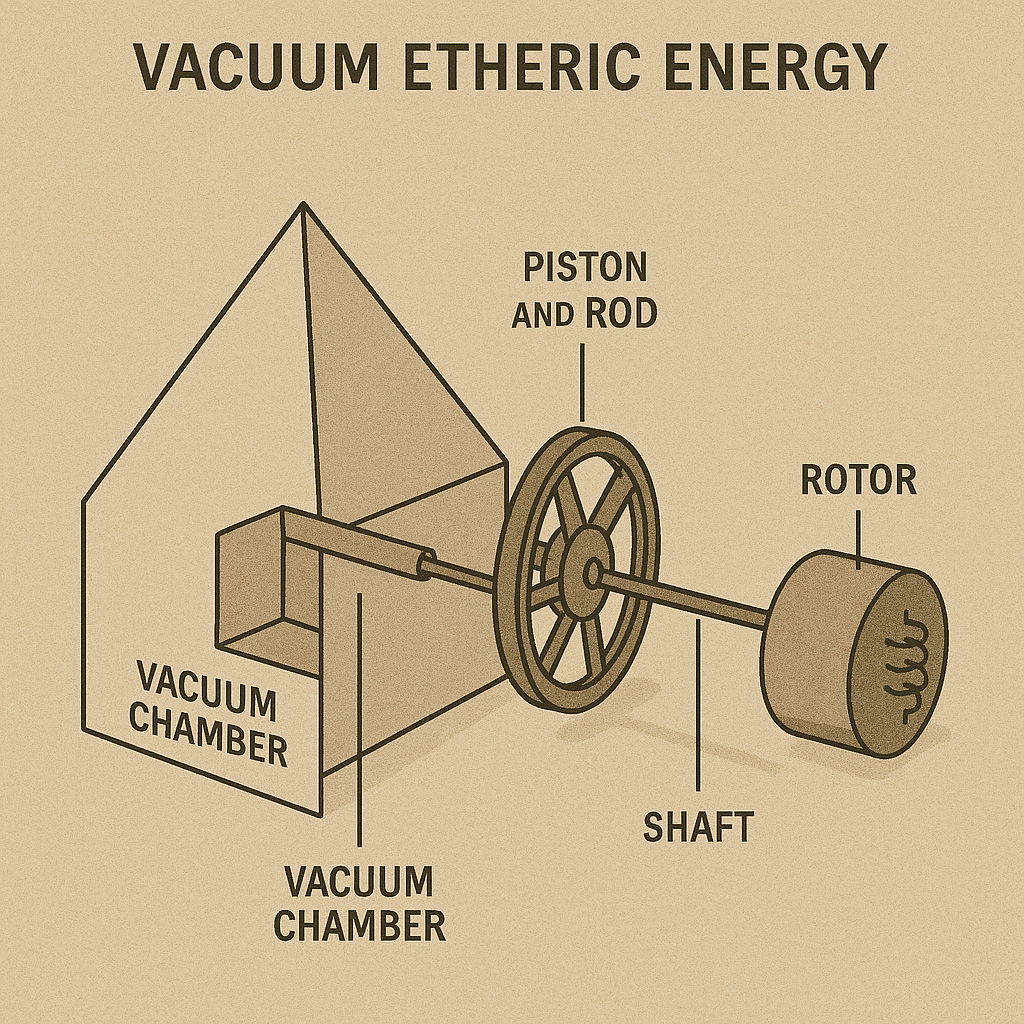 VACUUM ETHERIC ENERGY
PISTON
AND ROD
ROTOR
VACUUM
CHAMBER
SHAFT
VACUUM
CHAMBER